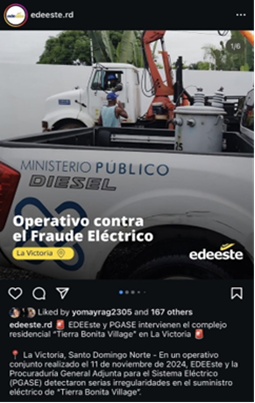 edeeste
edeeste.rd
1/6
MINISTERIO PÚBLICO
DIESEL
Operativo contra
el Fraude Eléctrico
La Victoria
edeeste
Liked by yomayrag2305 and 167 others
edeeste.rd 🚨 EDEEste y PGASE intervienen el complejo
residencial “Tierra Bonita Village” en La Victoria 🚨
📍 La Victoria, Santo Domingo Norte - En un operativo
conjunto realizado el 11 de noviembre de 2024, EDEEste y la
Procuraduría General Adjunta para el Sistema Eléctrico
(PGASE) detectaron serias irregularidades en el suministro
eléctrico de “Tierra Bonita Village”.